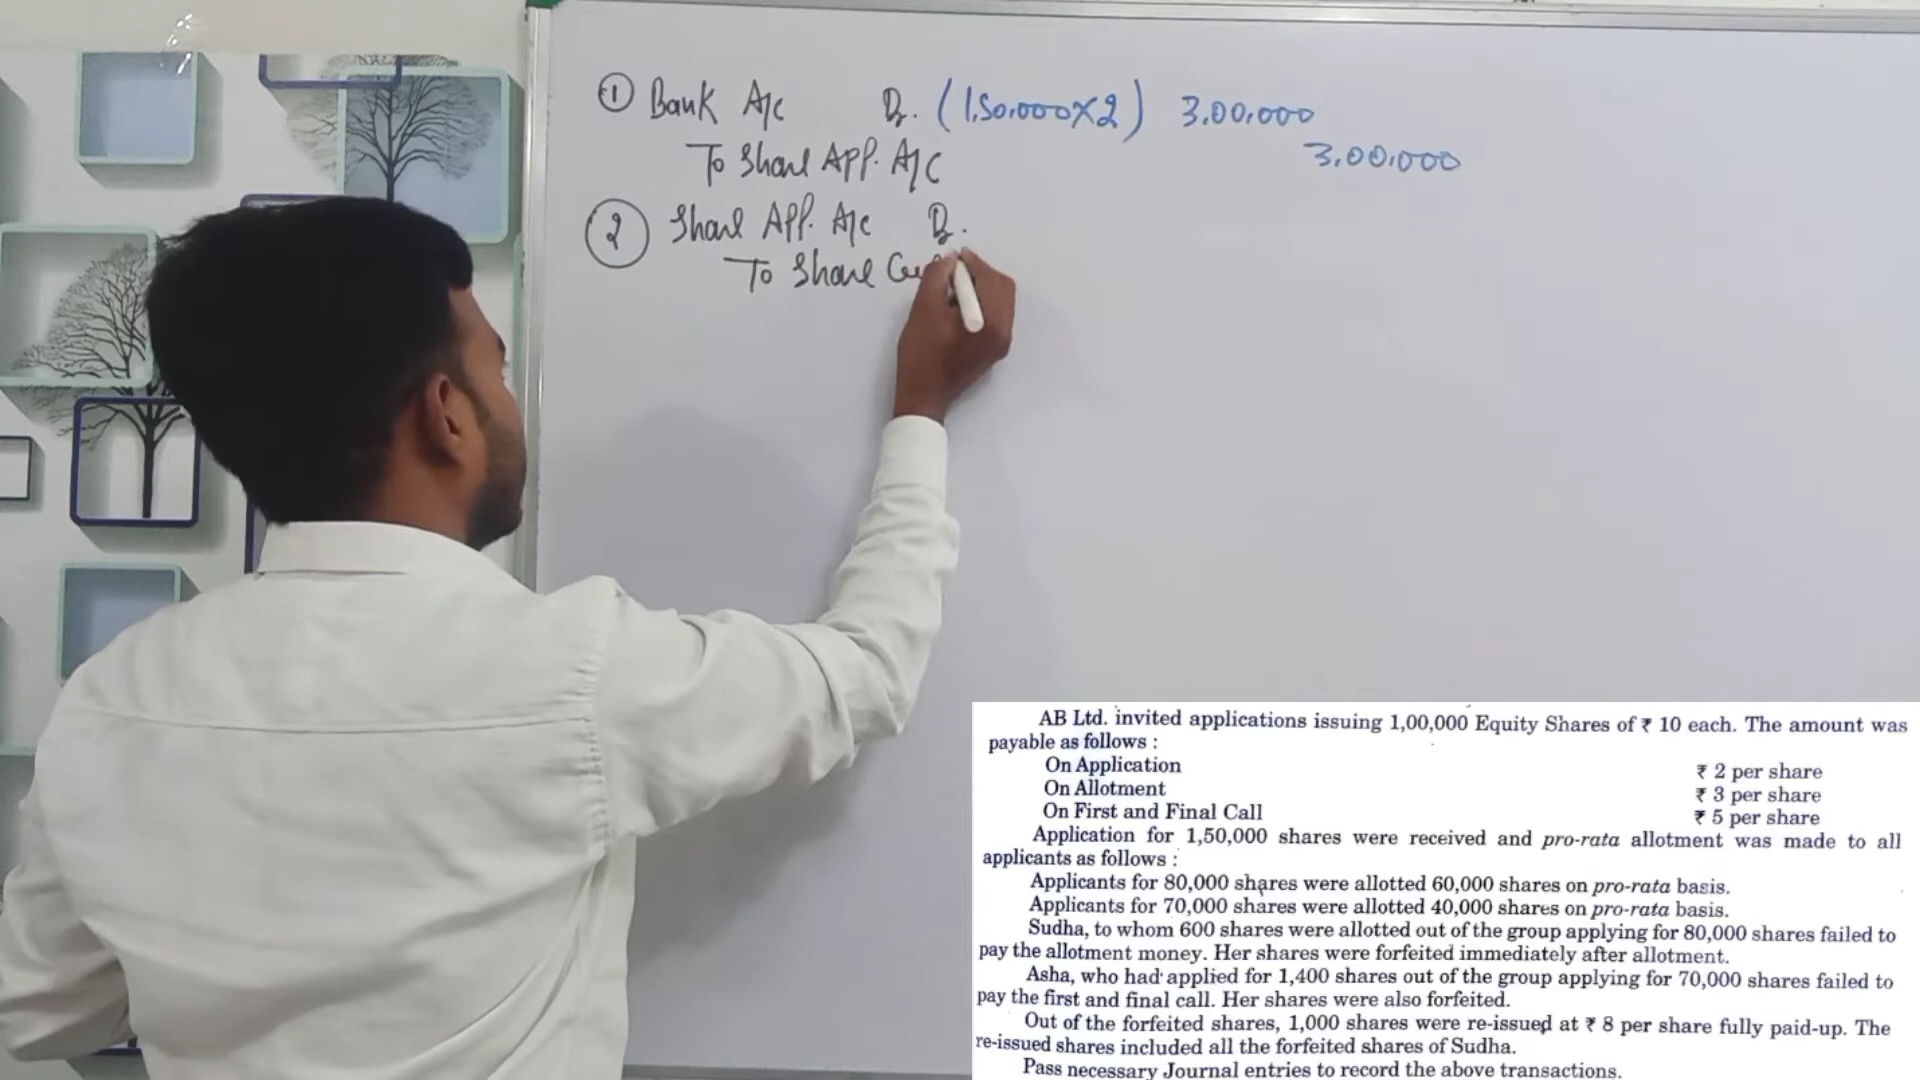 ① Bank A/c Dr. (1,50,000×2) 3,00,000
To Share App. A/c 3,00,000
② Share App. A/c Dr.
To Share
AB Ltd. invited applications issuing 1,00,000 Equity Shares of ₹ 10 each. The amount was
payable as follows :
On Application ₹ 2 per share
On Allotment ₹ 3 per share
On First and Final Call ₹ 5 per share
Application for 1,50,000 shares were received and pro-rata allotment was made to all
applicants as follows :
Applicants for 80,000 shares were allotted 60,000 shares on pro-rata basis.
Applicants for 70,000 shares were allotted 40,000 shares on pro-rata basis.
Sudha, to whom 600 shares were allotted out of the group applying for 80,000 shares failed to
pay the allotment money. Her shares were forfeited immediately after allotment.
Asha, who had applied for 1,400 shares out of the group applying for 70,000 shares failed to
pay the first and final call. Her shares were also forfeited.
Out of the forfeited shares, 1,000 shares were re-issued at ₹ 8 per share fully paid-up. The
re-issued shares included all the forfeited shares of Sudha.
Pass necessary Journal entries to record the above transactions.